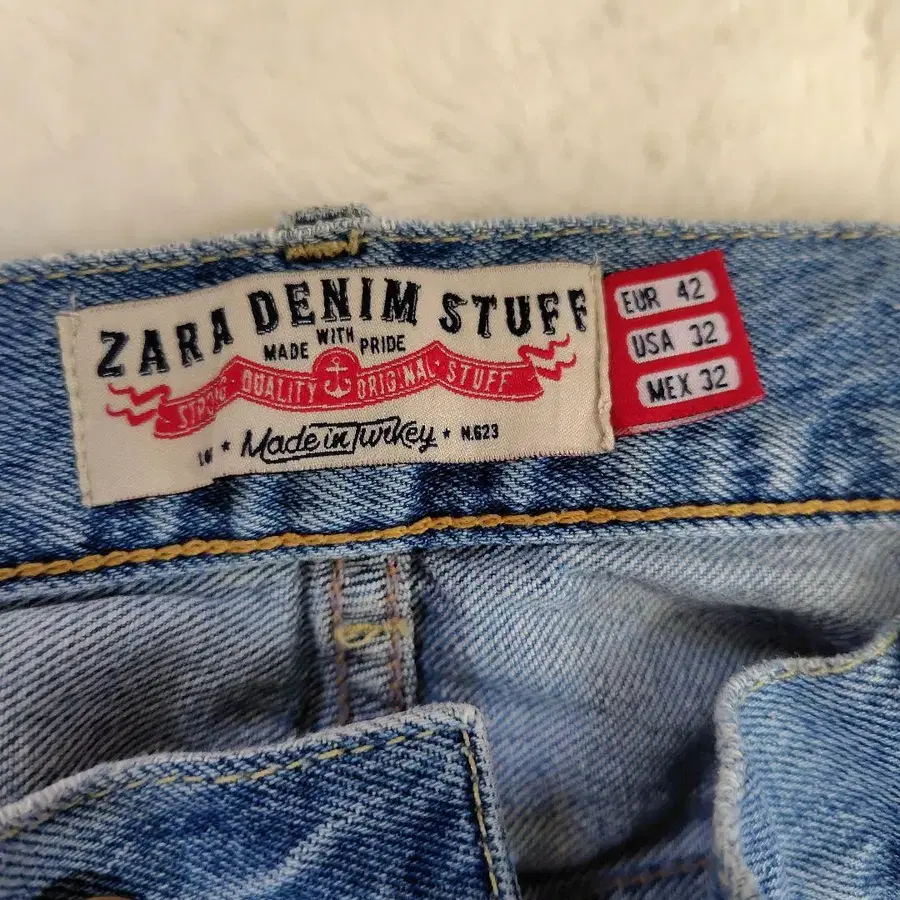 ZARA DENIM STUFF
MADE WITH PRIDE
STRONG QUALITY ORIGINAL STUFF
* Made in Turkey * N.623
EUR 42
USA 32
MEX 32